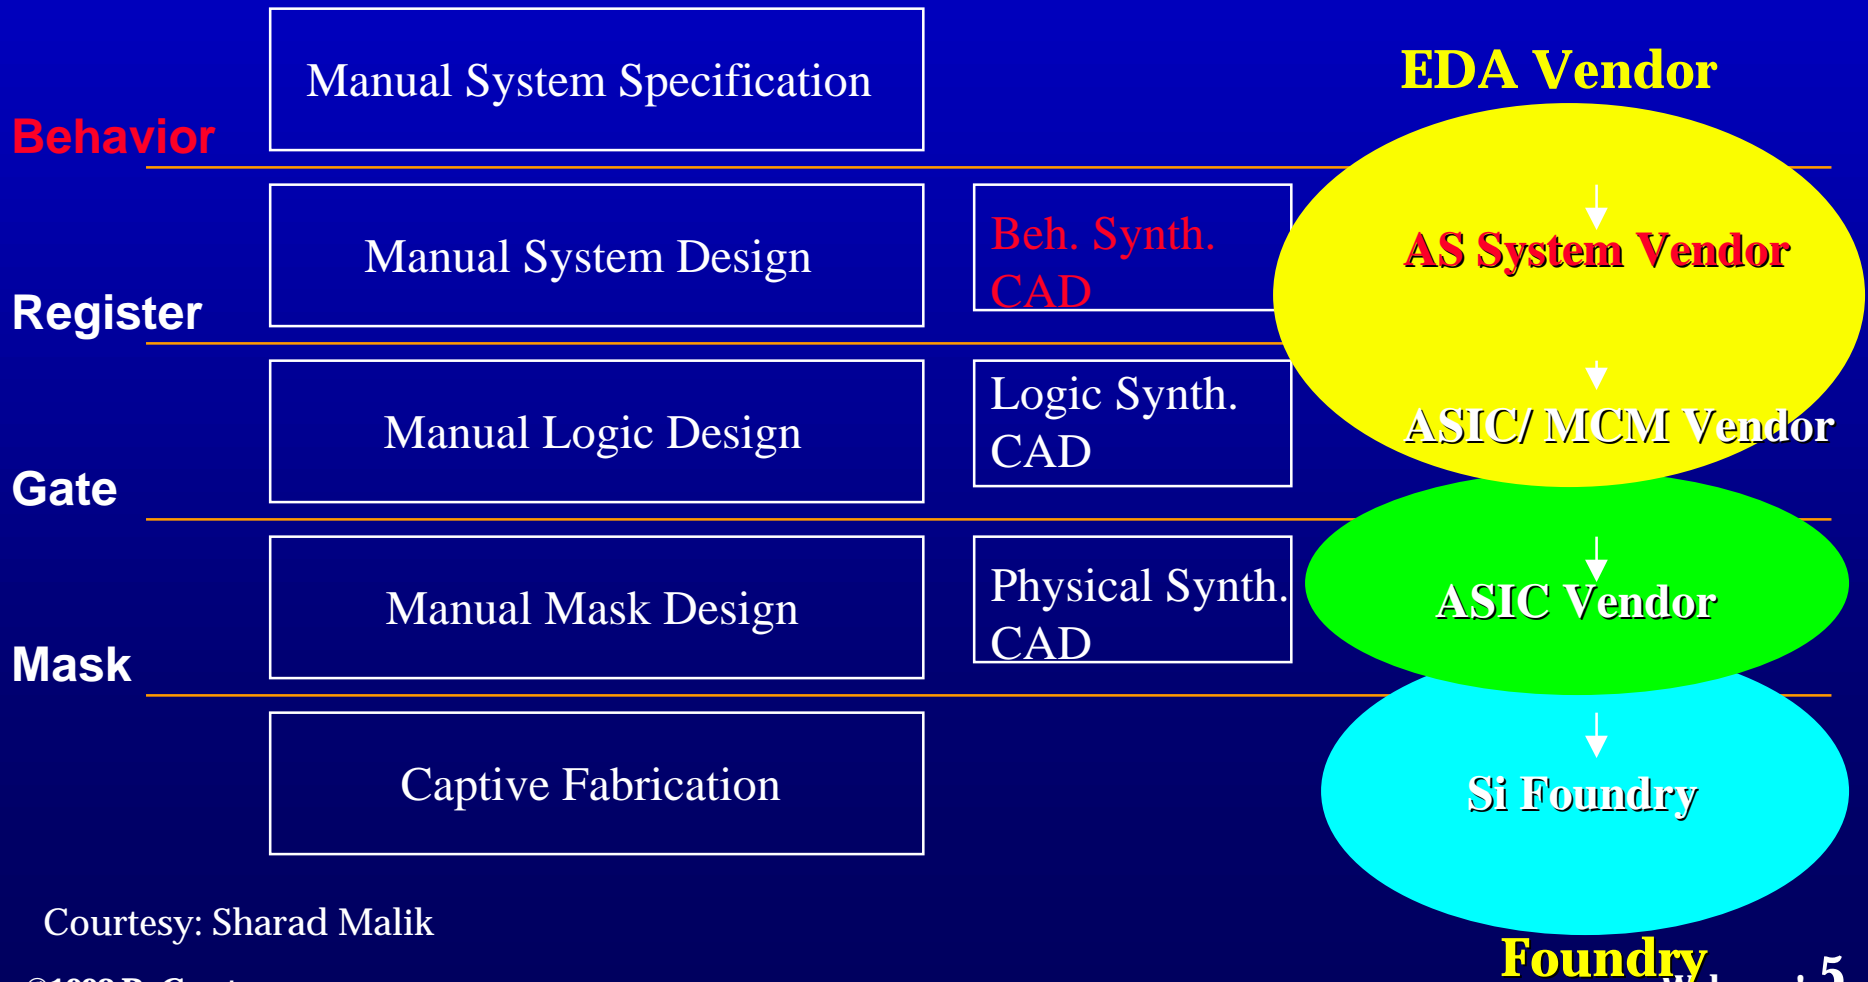 Manual System Specification
EDA Vendor
Behavior
Manual System Design
Beh. Synth.
CAD
AS System Vendor
Register
Manual Logic Design
Logic Synth.
CAD
ASIC/ MCM Vendor
Gate
Manual Mask Design
Physical Synth.
CAD
ASIC Vendor
Mask
Captive Fabrication
Si Foundry
Courtesy: Sharad Malik
Foundry
5